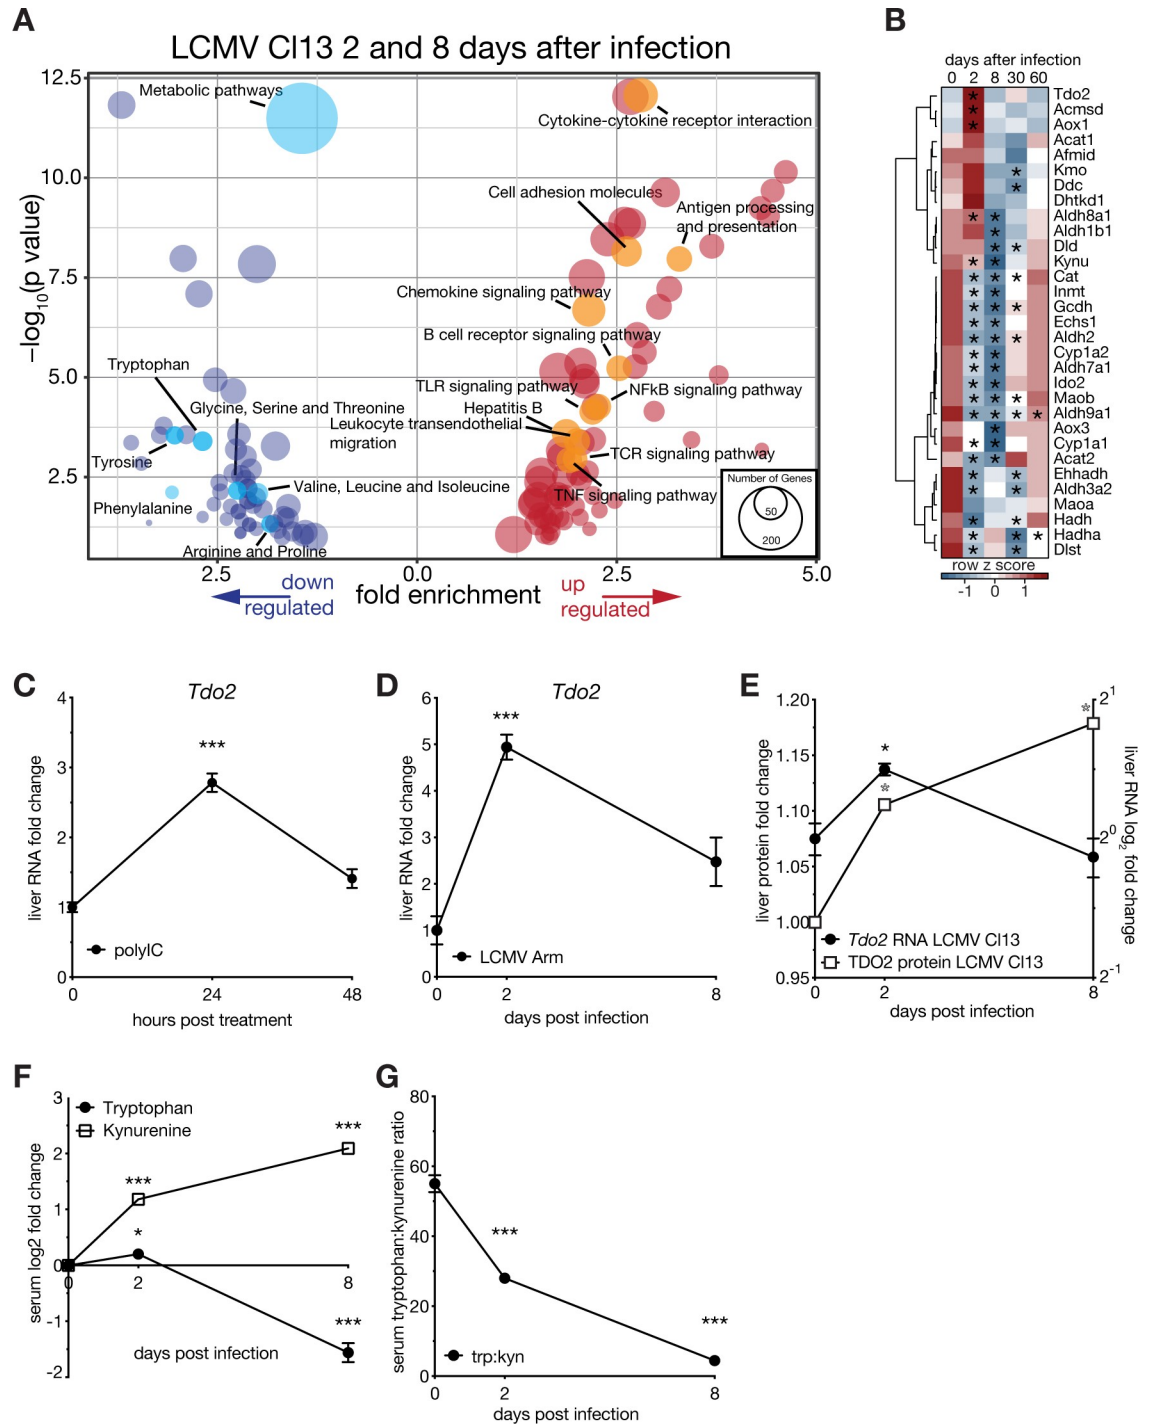 A
LCMV Cl13 2 and 8 days after infection
12.5
10.0
7.5
5.0
2.5
−log10(p value)
Metabolic pathways
Cytokine-cytokine receptor interaction
Cell adhesion molecules
Antigen processing
and presentation
Chemokine signaling pathway
B cell receptor signaling pathway
Tryptophan
TLR signaling pathway
NFkB signaling pathway
Glycine, Serine and Threonine
Hepatitis B
Leukocyte transendothelial
migration
TCR signaling pathway
Tyrosine
Valine, Leucine and Isoleucine
TNF signaling pathway
Phenylalanine
Arginine and Proline
Number of Genes
50
200
2.5
0.0
2.5
5.0
down
regulated
fold enrichment
up
regulated
B
days after infection
0 2 8 30 60
* Tdo2
* Acmsd
* Aox1
Acat1
Afmid
* Kmo
* Ddc
Dhtkd1
* * Aldh8a1
* Aldh1b1
* * Dld
* * Kynu
* * * Cat
* * Inmt
* * * Gcdh
* * Echs1
* * * Aldh2
* * Cyp1a2
* * Aldh7a1
* * Ido2
* * * Maob
* * * * Aldh9a1
* Aox3
* * Cyp1a1
* * Acat2
* * Ehhadh
* * Aldh3a2
Maoa
* * Hadh
* * * Hadha
* * Dlst
row z score
-1 0 1
C
Tdo2
4
3
2
1
0
liver RNA fold change
***
polyIC
0 24 48
hours post treatment
D
Tdo2
6
5
4
3
2
1
0
liver RNA fold change
***
LCMV Arm
0 2 8
days post infection
E
1.20
1.15
1.10
1.05
1.00
0.95
liver protein fold change
*
*
*
2^1
2^0
2^-1
liver RNA log2 fold change
Tdo2 RNA LCMV Cl13
TDO2 protein LCMV Cl13
0 2 8
days post infection
F
3
2
1
0
-1
-2
serum log2 fold change
Tryptophan
Kynurenine
***
***
*
***
0 2 8
days post infection
G
80
60
40
20
0
serum tryptophan:kynurenine ratio
***
***
trp:kyn
0 2 8
days post infection